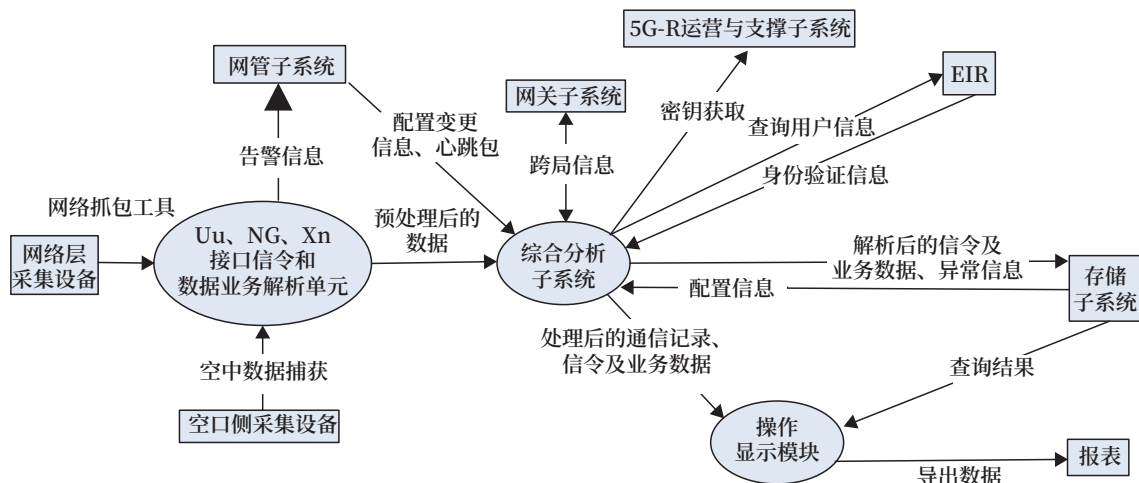 5G-R运营与支撑子系统
网管子系统
EIR
网关子系统
密钥获取
配置变更
信息、心跳包
查询用户信息
告警信息
跨局信息
身份验证信息
网络抓包工具
预处理后的
数据
Uu、NG、Xn
接口信令和
数据业务解析单元
网络层
采集设备
综合分析
子系统
解析后的信令及
业务数据、异常信息
配置信息
存储
子系统
处理后的通信记录、
信令及业务数据
空中数据捕获
查询结果
空口侧采集设备
操作
显示模块
报表
导出数据